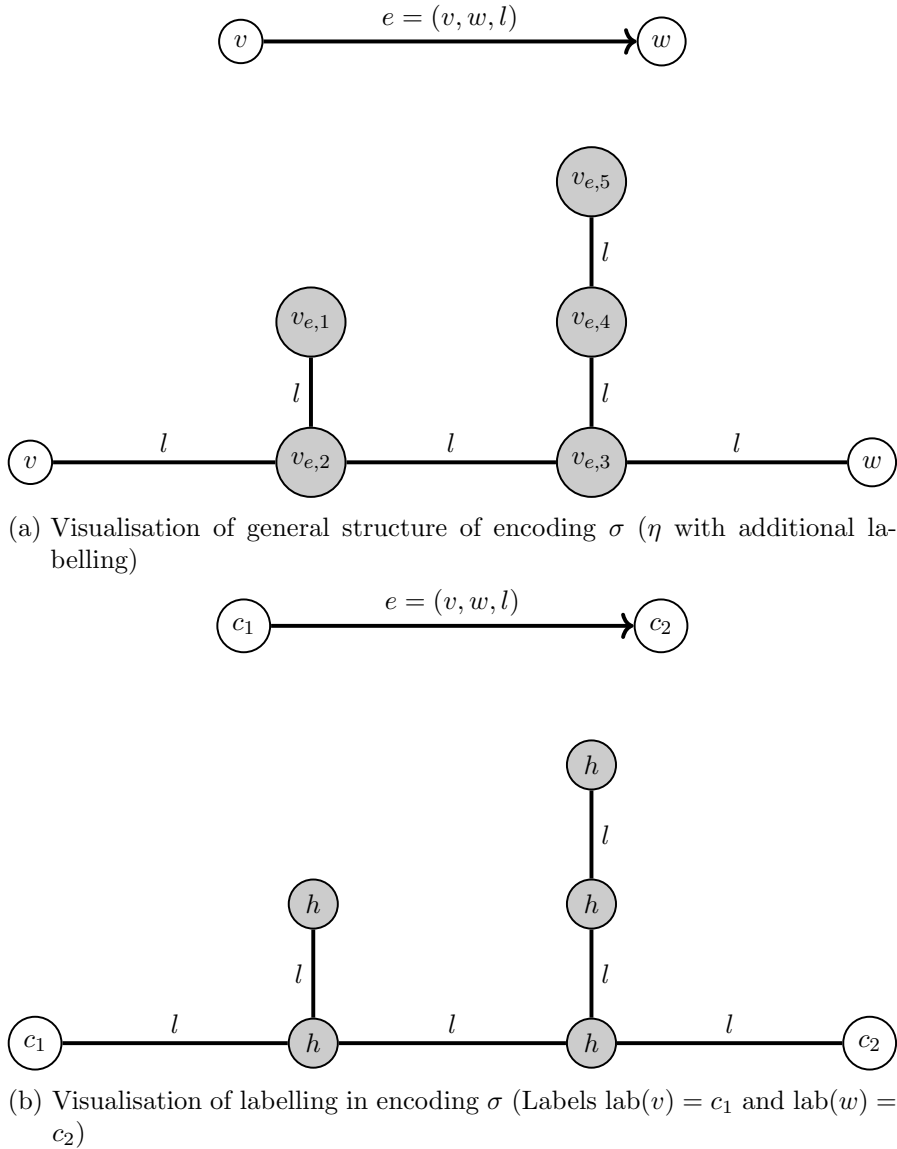 e = (v, w, l)
v w
v_{e,5}
l
v_{e,1} v_{e,4}
l l
l l l
v v_{e,2} v_{e,3} w
(a) Visualisation of general structure of encoding σ (η with additional la-
belling)
e = (v, w, l)
c_1 c_2
h
l
h h
l l
l l l
c_1 h h c_2
(b) Visualisation of labelling in encoding σ (Labels lab(v) = c_1 and lab(w) =
c_2)